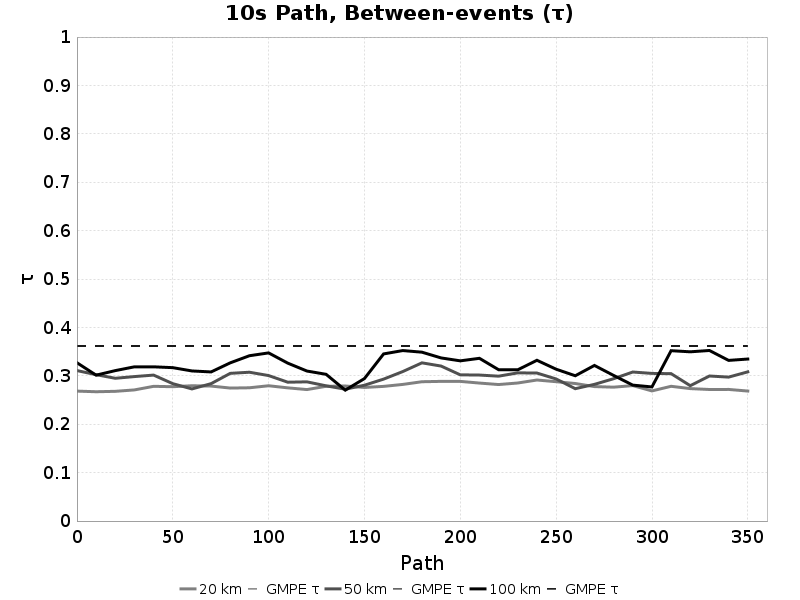 10s Path, Between-events (τ)
1
0.9
0.8
0.7
0.6
0.5
0.4
0.3
0.2
0.1
0
τ
0 50 100 150 200 250 300 350
Path
20 km GMPE τ 50 km GMPE τ 100 km GMPE τ